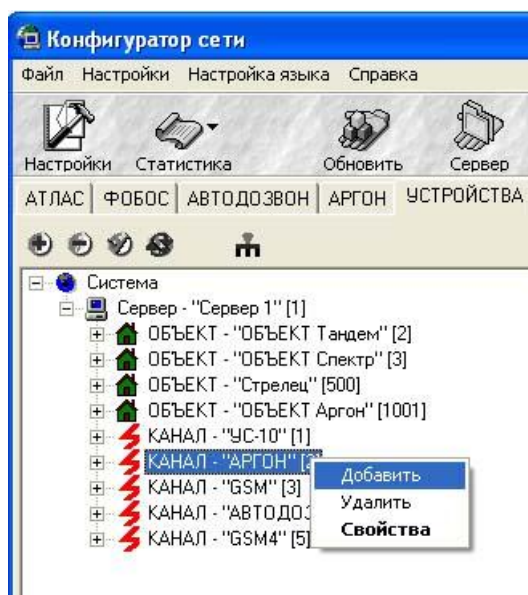 Конфигуратор сети
Файл Настройки Настройка языка Справка
Настройки Статистика Обновить Сервер
АТЛАС ФОБОС АВТОДОЗВОН АРГОН УСТРОЙСТВА
Система
Сервер - "Сервер 1" [1]
ОБЪЕКТ - "ОБЪЕКТ Тандем" [2]
ОБЪЕКТ - "ОБЪЕКТ Спектр" [3]
ОБЪЕКТ - "Стрелец" [500]
ОБЪЕКТ - "ОБЪЕКТ Аргон" [1001]
КАНАЛ - "УС-10" [1]
КАНАЛ - "АРГОН" [2
Добавить
КАНАЛ - "GSM" [3]
Удалить
КАНАЛ - "АВТОДОЗ
Свойства
КАНАЛ - "GSM4" [5]